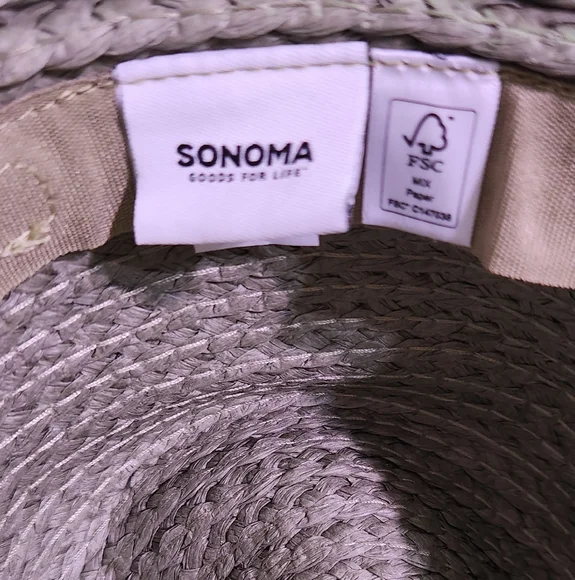 SONOMA
GOODS FOR LIFE™
FSC
MIX
Paper
FSC® C147038